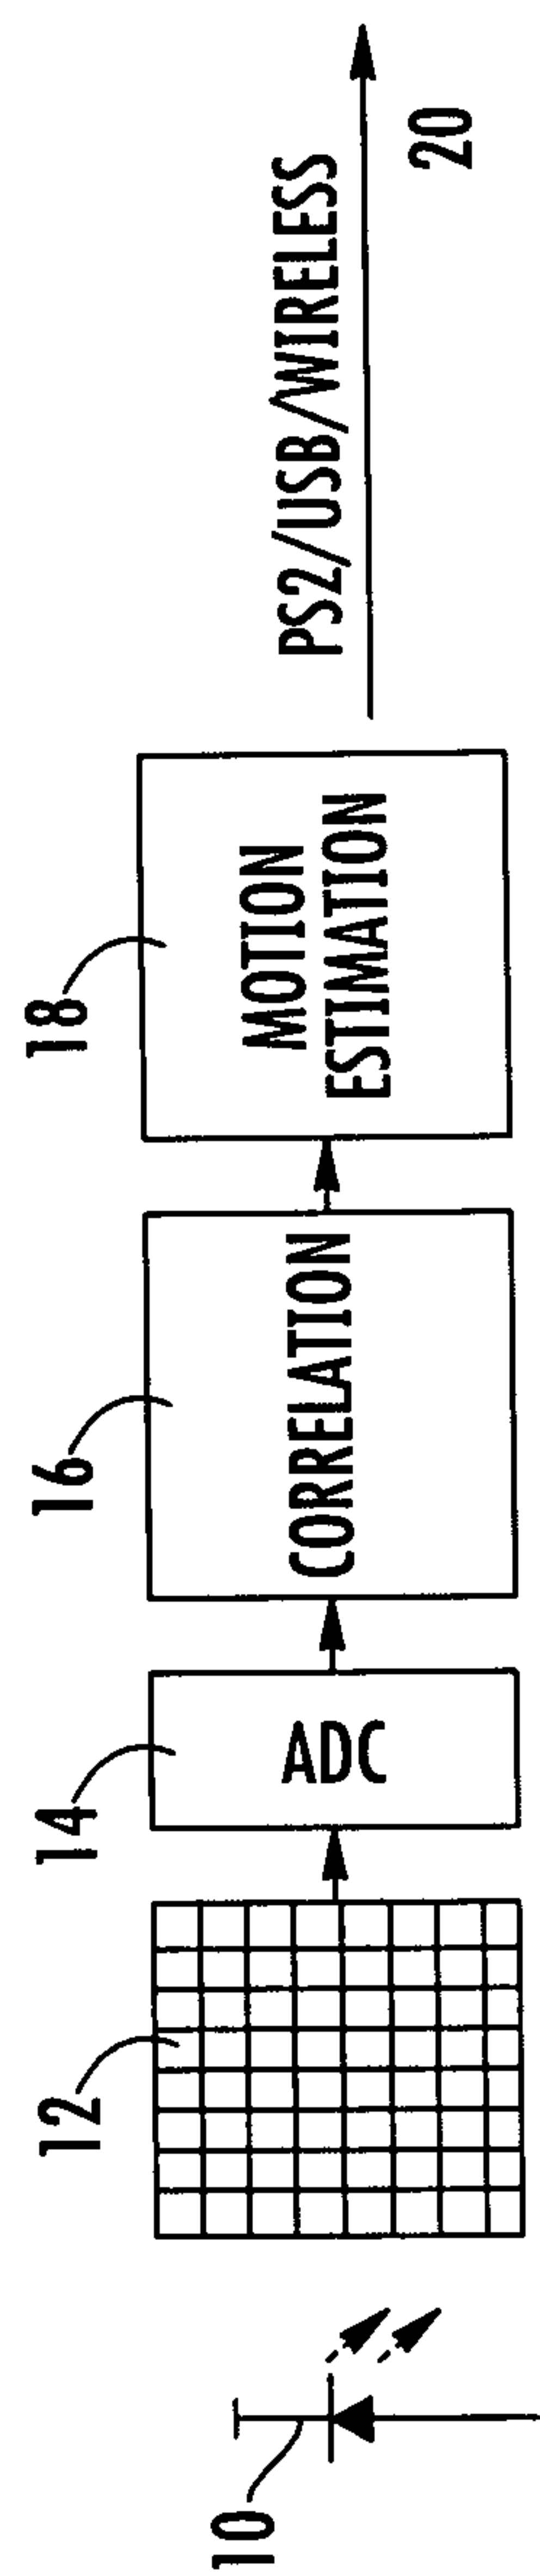 10
12
14
ADC
16
CORRELATION
18
MOTION
ESTIMATION
PS2/USB/WIRELESS
20